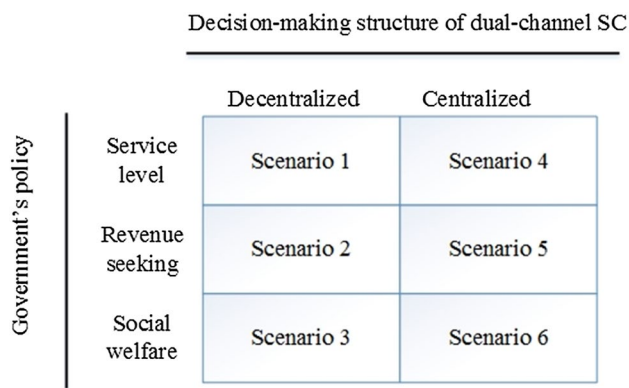 Decision-making structure of dual-channel SC
Decentralized Centralized
Government's policy
Service
level
Scenario 1 Scenario 4
Revenue
seeking
Scenario 2 Scenario 5
Social
welfare
Scenario 3 Scenario 6